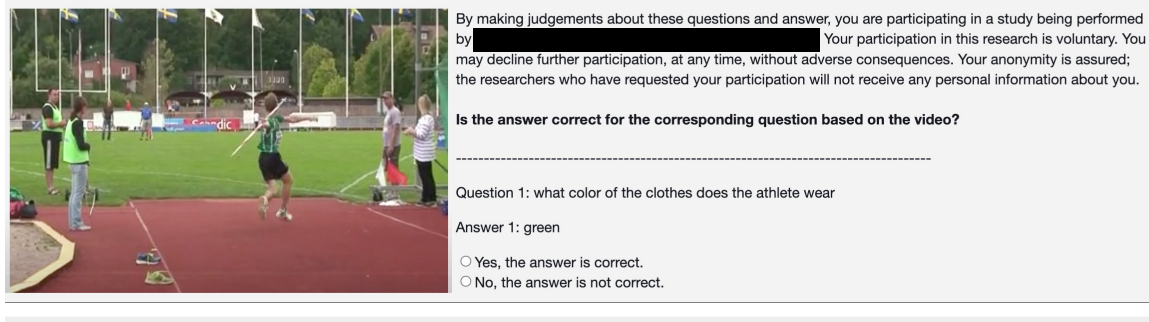 By making judgements about these questions and answer, you are participating in a study being performed
by Your participation in this research is voluntary. You
may decline further participation, at any time, without adverse consequences. Your anonymity is assured;
the researchers who have requested your participation will not receive any personal information about you.
Is the answer correct for the corresponding question based on the video?
--------------------------------------------------------------------------------------
Question 1: what color of the clothes does the athlete wear
Answer 1: green
Yes, the answer is correct.
No, the answer is not correct.
Scandic